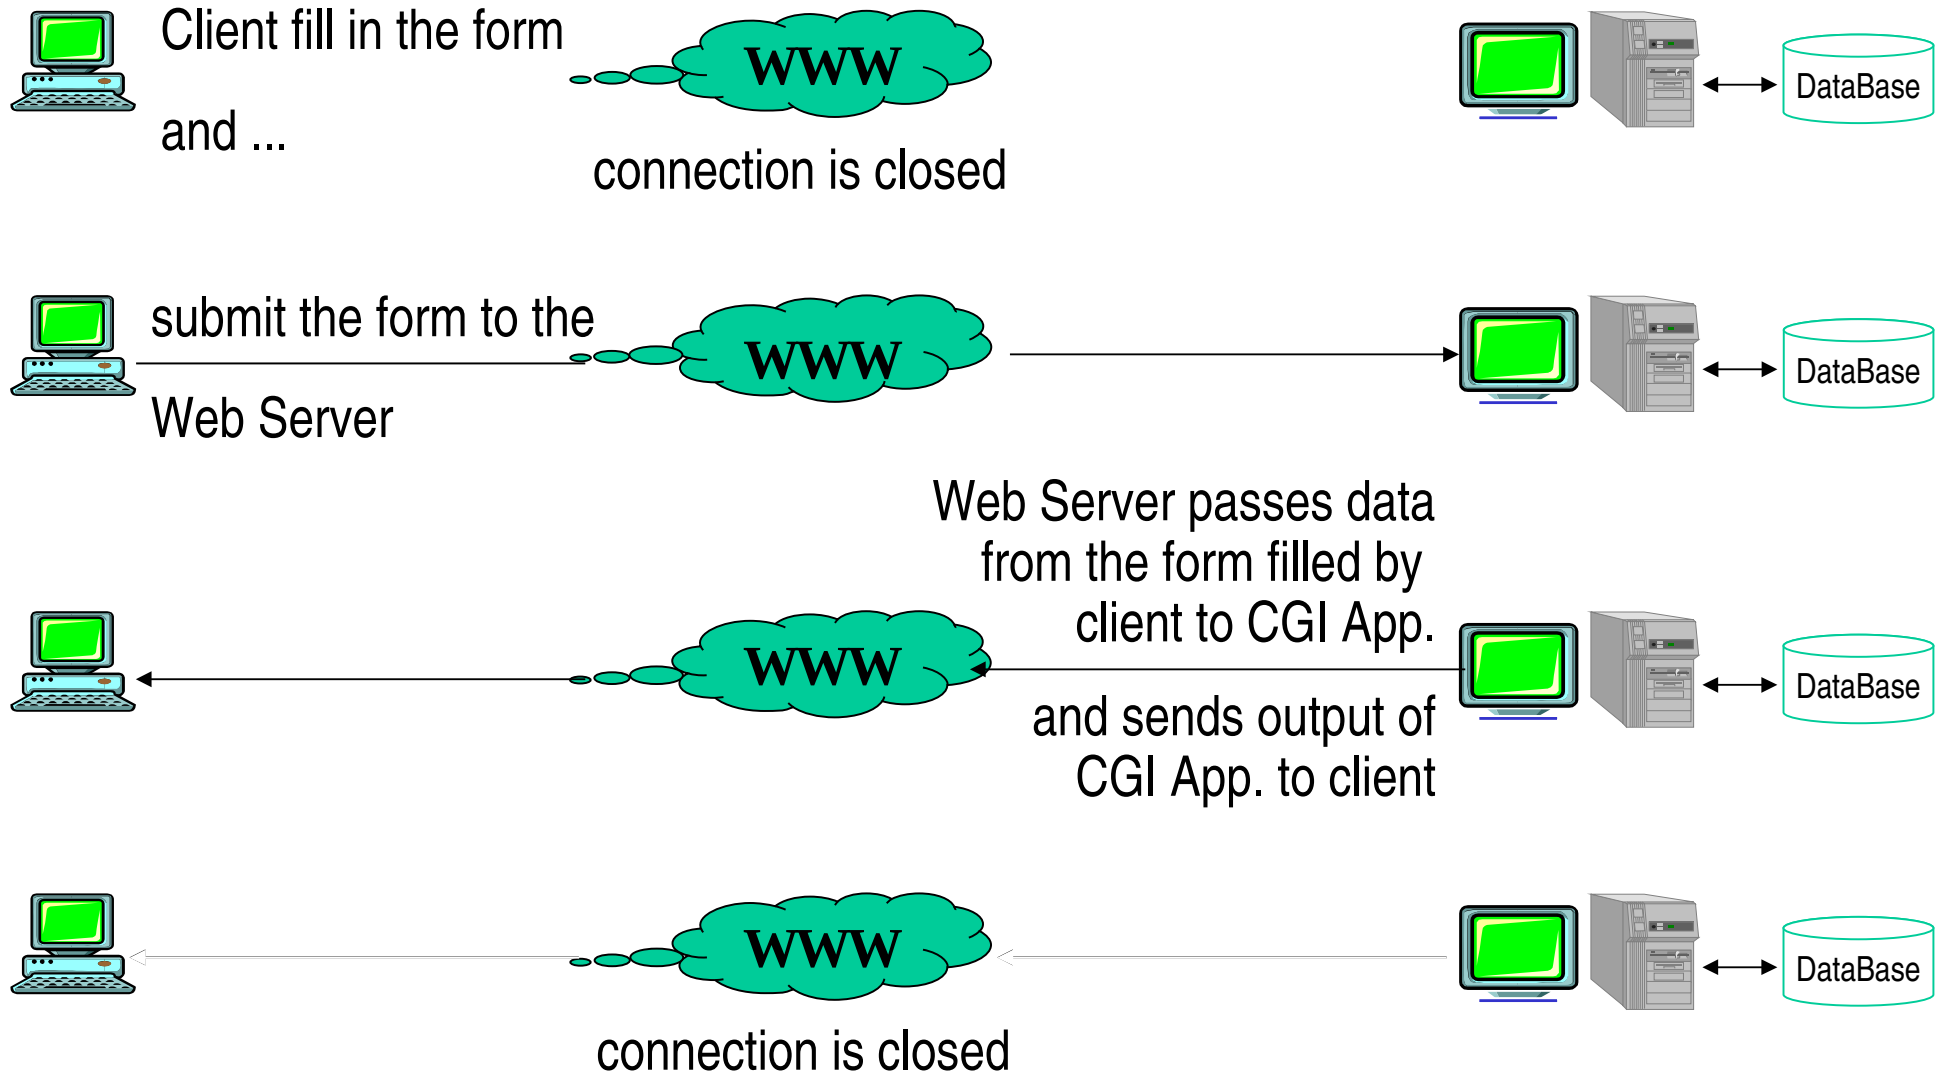 Client fill in the form
and ...
WWW
connection is closed
DataBase
submit the form to the
Web Server
WWW
DataBase
Web Server passes data
from the form filled by
client to CGI App.
WWW
and sends output of
CGI App. to client
DataBase
WWW
connection is closed
DataBase